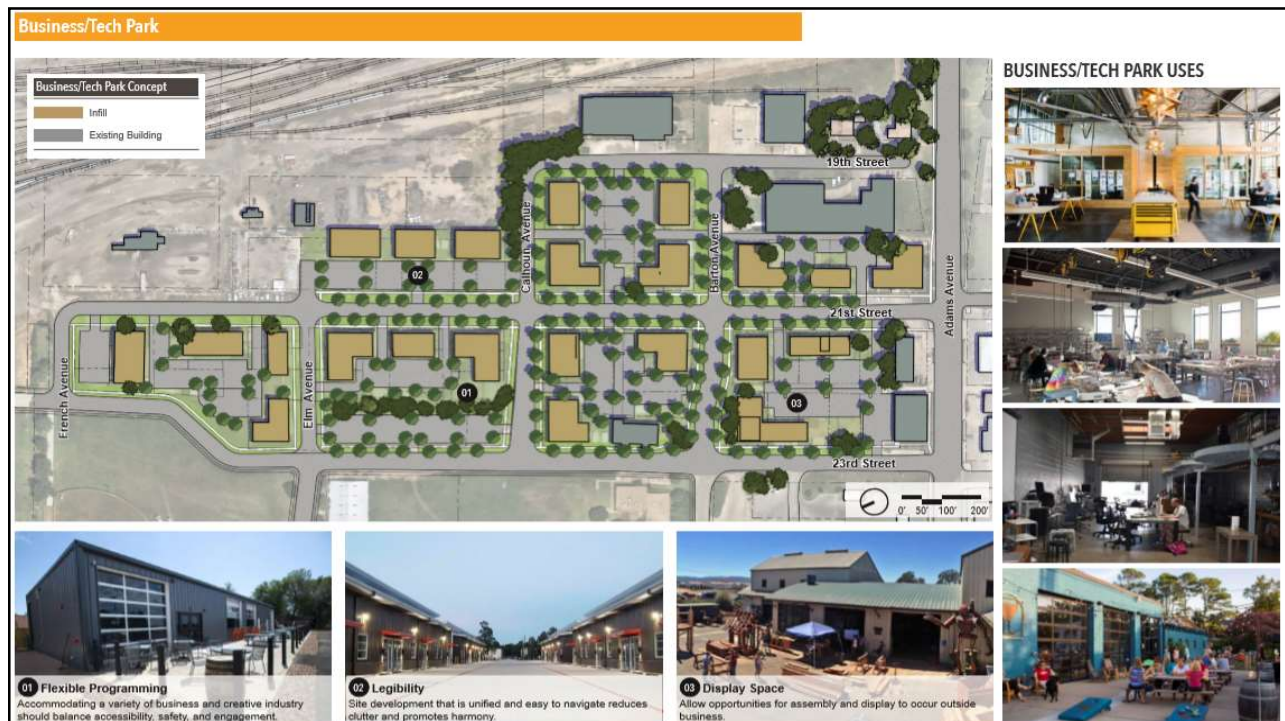 Business/Tech Park
Business/Tech Park Concept
Infill
Existing Building
19th Street
Calhoun Avenue
Barton Avenue
Adams Avenue
02
21st Street
French Avenue
Elm Avenue
01
03
23rd Street
0' 50' 100' 200'
BUSINESS/TECH PARK USES
01 Flexible Programming
Accommodating a variety of business and creative industry
should balance accessibility, safety, and engagement.
02 Legibility
Site development that is unified and easy to navigate reduces
clutter and promotes harmony.
03 Display Space
Allow opportunities for assembly and display to occur outside
business.